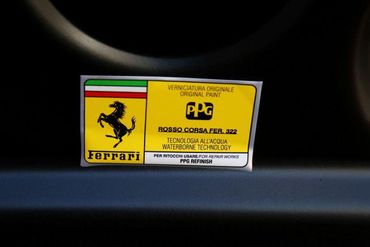 VERNICIATURA ORIGINALE
ORIGINAL PAINT
PPG
ROSSO CORSA FER. 322
TECNOLOGIA ALL'ACQUA
WATERBORNE TECHNOLOGY
Ferrari
PER RITOCCHI USARE/FOR REPAIR WORKS
PPG REFINISH